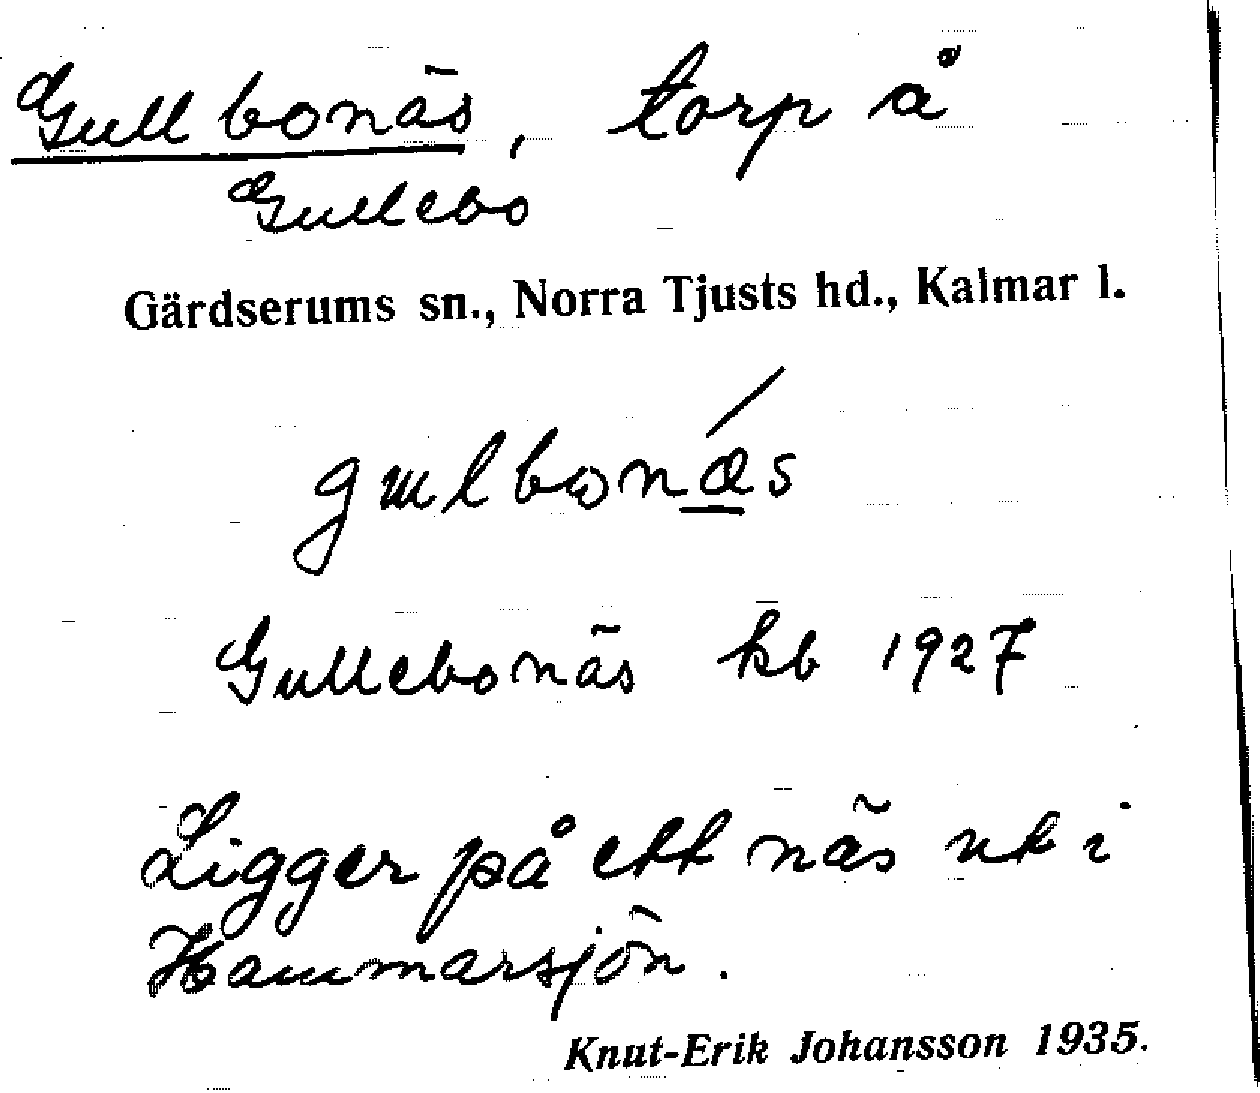 Gullbonäs, torp å
Gullebo
Gärdserums sn., Norra Tjusts hd., Kalmar l.
Gullebonäs kb 1927
Ligger på ett näs ut i
Hammarsjön.
Knut-Erik Johansson 1935.